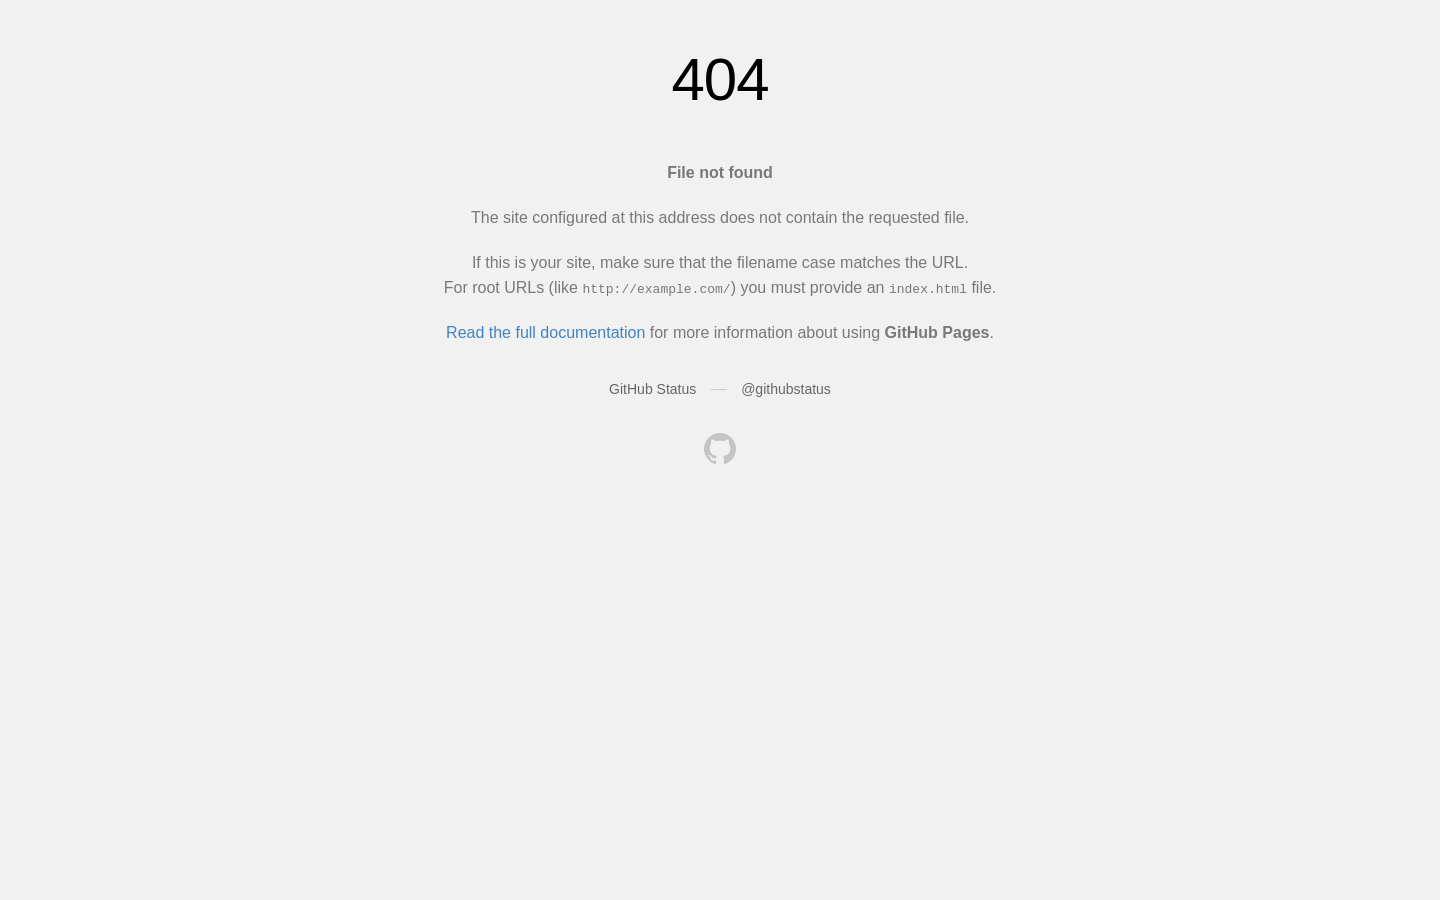 404
File not found
The site configured at this address does not contain the requested file.
If this is your site, make sure that the filename case matches the URL.
For root URLs (like http://example.com/) you must provide an index.html file.
Read the full documentation for more information about using GitHub Pages.
GitHub Status — @githubstatus